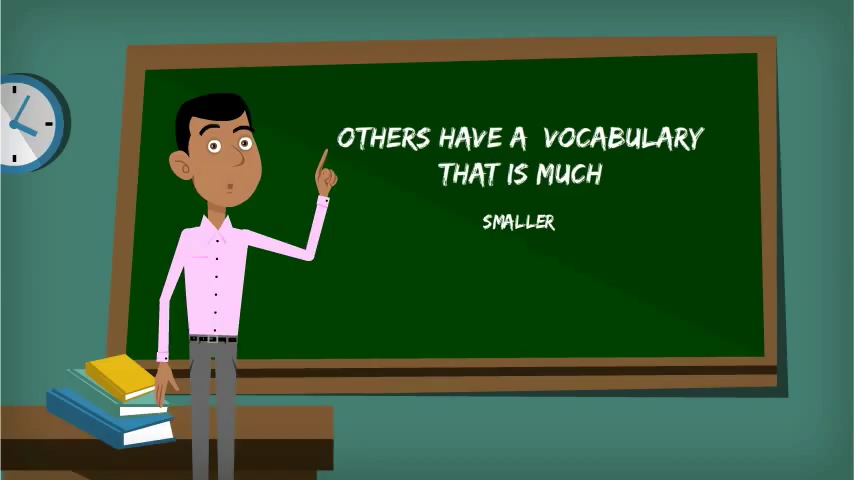 OTHERS HAVE A VOCABULARY
THAT IS MUCH
SMALLER